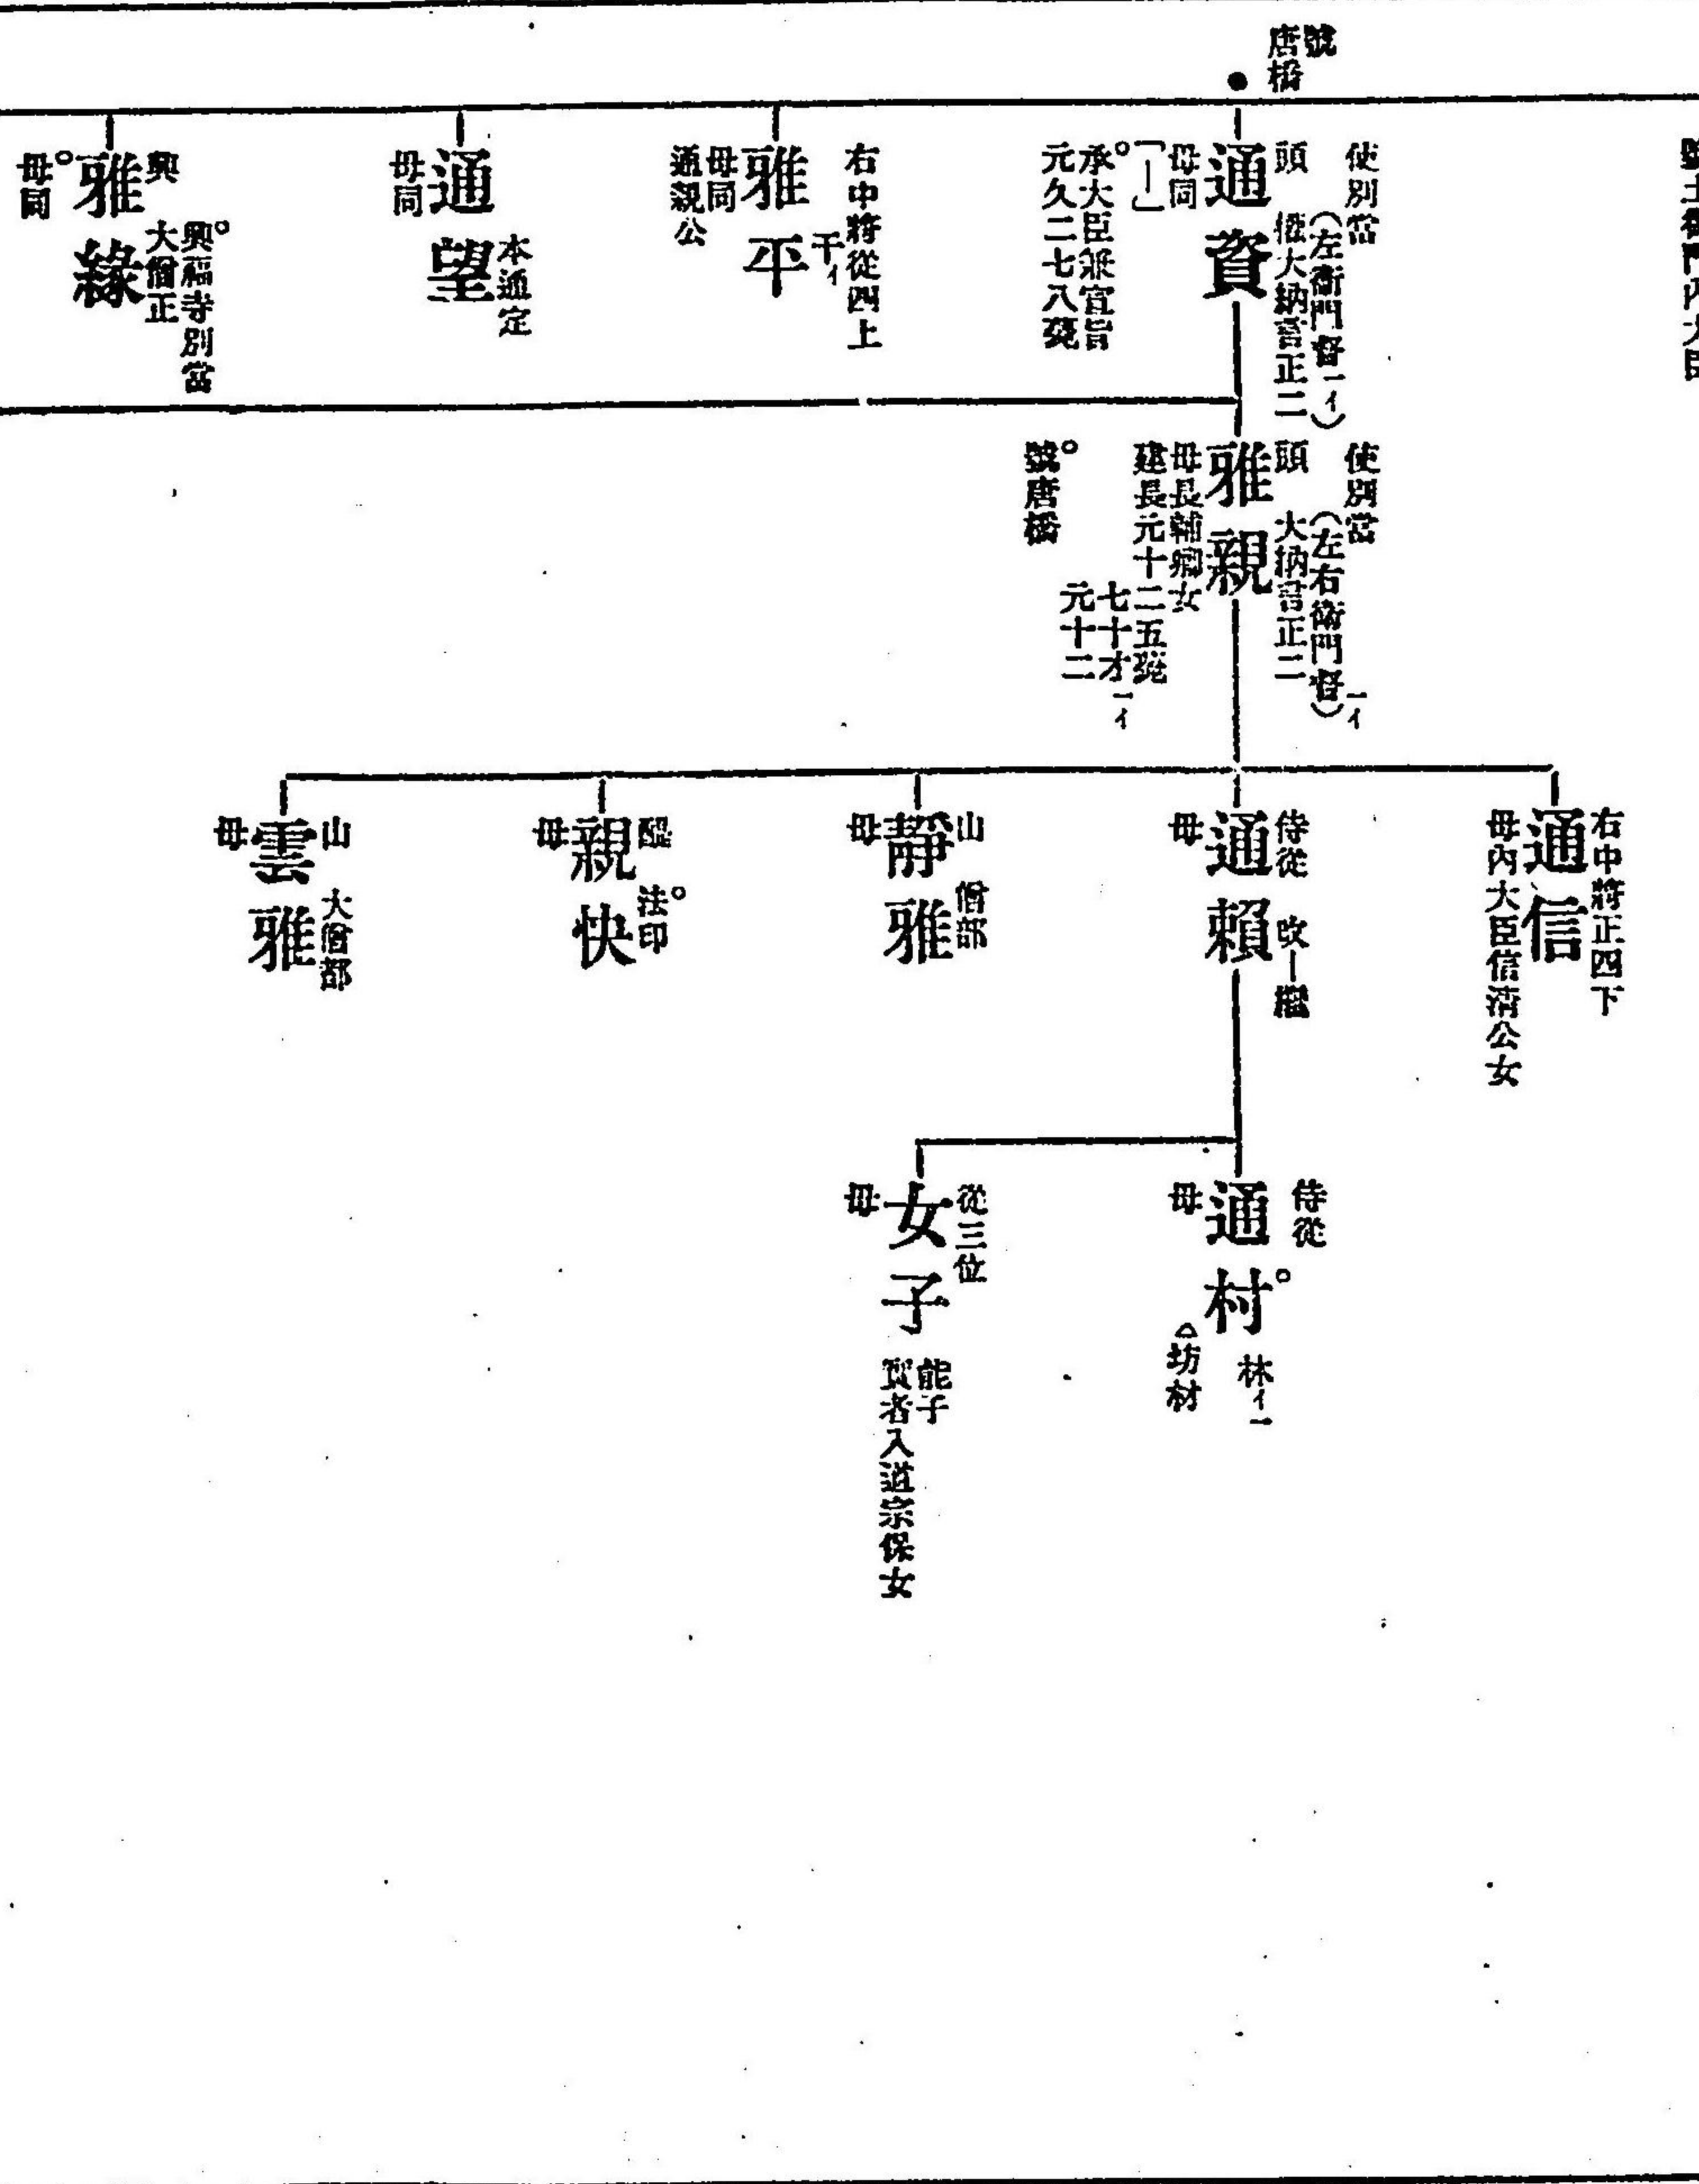 號
唐橋
使別當
(左衞門督一イ)
頭 權大納言正二
通資
母同
「一」
承大臣兼宣旨
元久二七八薨
右中將從四上
干イ
雅平
母同
通親公
本通定
通望
母同
興福寺別當
興 大僧正
雅緣
母同
使別當
(左右衞門督)一イ
頭 大納言正二
雅親
母長輔卿女
建長元十二五薨
七十才一イ
元十二
號唐橋
右中將正四下
通信
母內大臣信淸公女
侍從 改―繼
通賴
母
山 僧都
靜雅
母
醍 法印
親快
母
山 大僧都
雲雅
母
侍從
通村
林イ一
坊村
母
從三位
女子
能子
實者入道宗保女
母